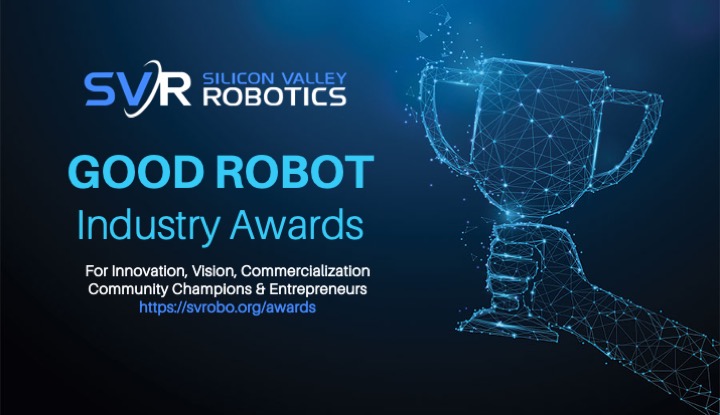 SVR SILICON VALLEY
ROBOTICS
GOOD ROBOT
Industry Awards
For Innovation, Vision, Commercialization
Community Champions & Entrepreneurs
https://svrobo.org/awards